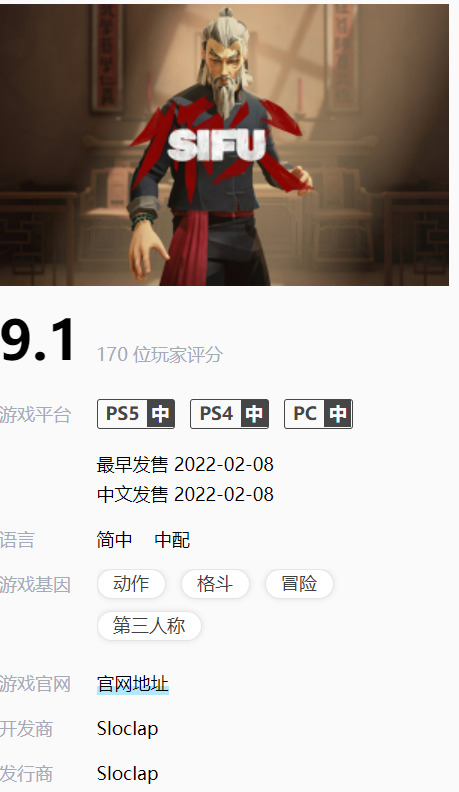 SIFU
9.1 170 位玩家评分
游戏平台 PS5 中 PS4 中 PC 中
最早发售 2022-02-08
中文发售 2022-02-08
语言 简中 中配
游戏基因 动作 格斗 冒险
第三人称
游戏官网 官网地址
开发商 Sloclap
发行商 Sloclap